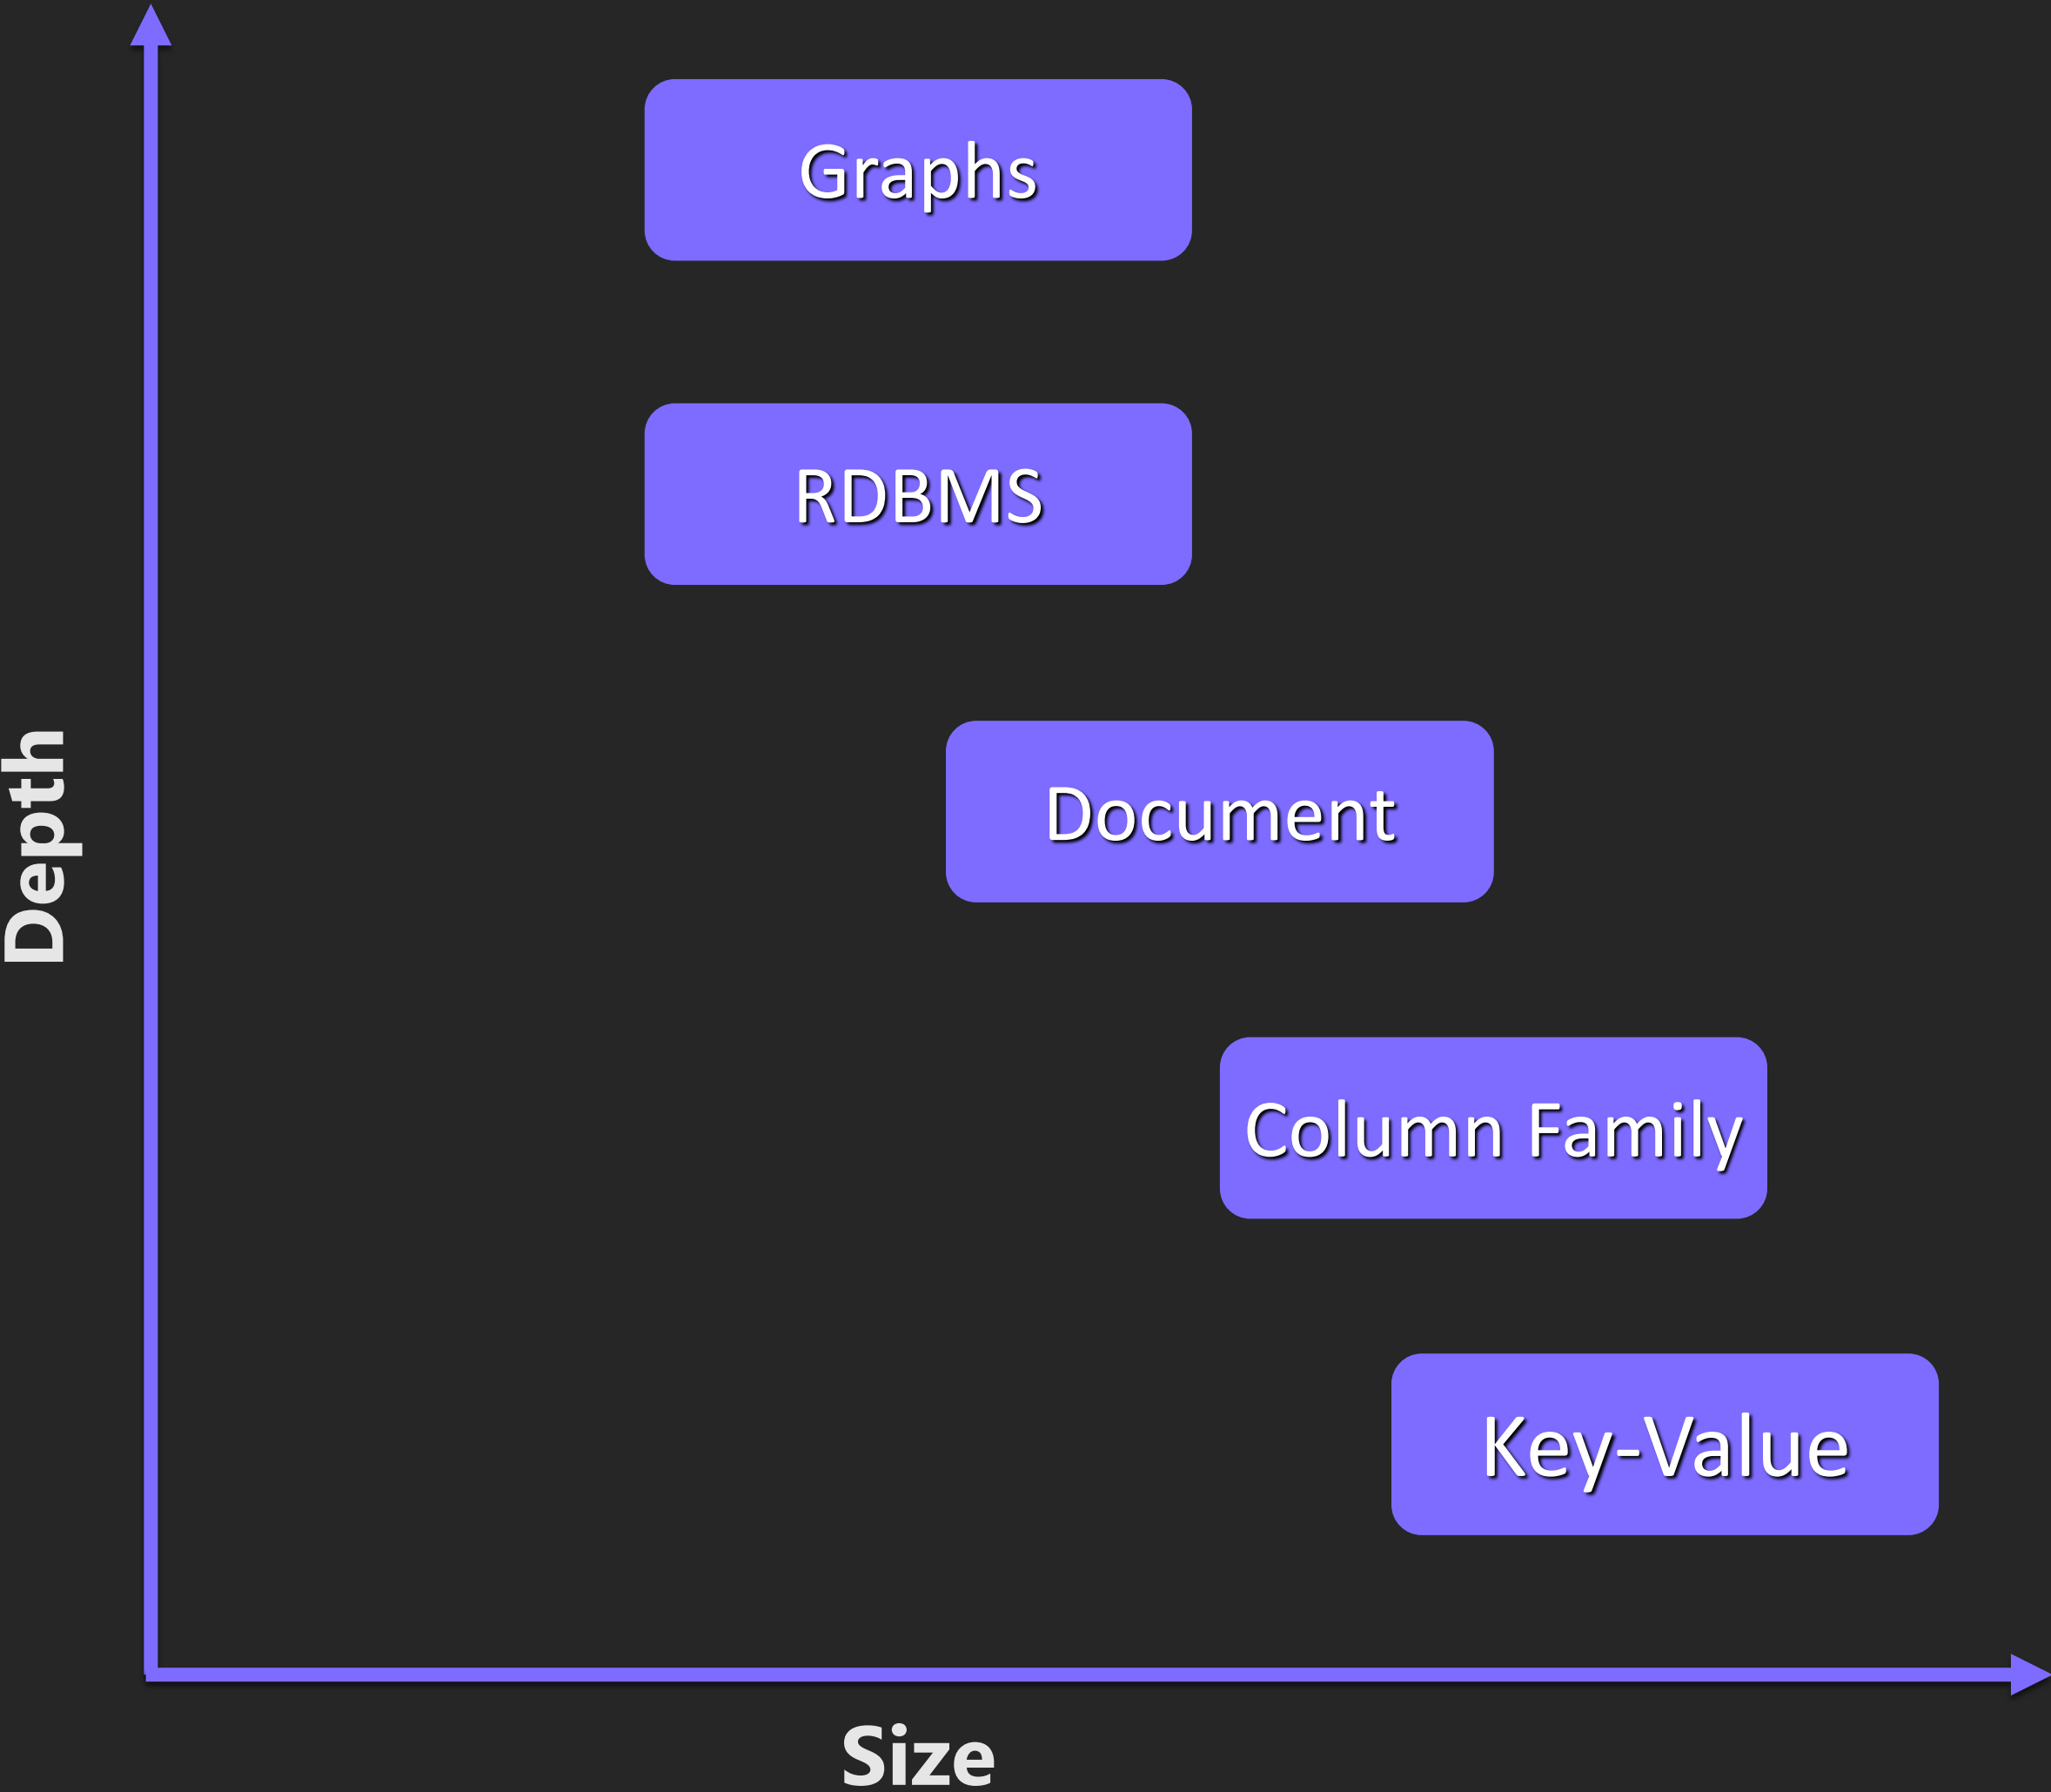 Graphs
RDBMS
Depth
Document
Column Family
Key-Value
Size